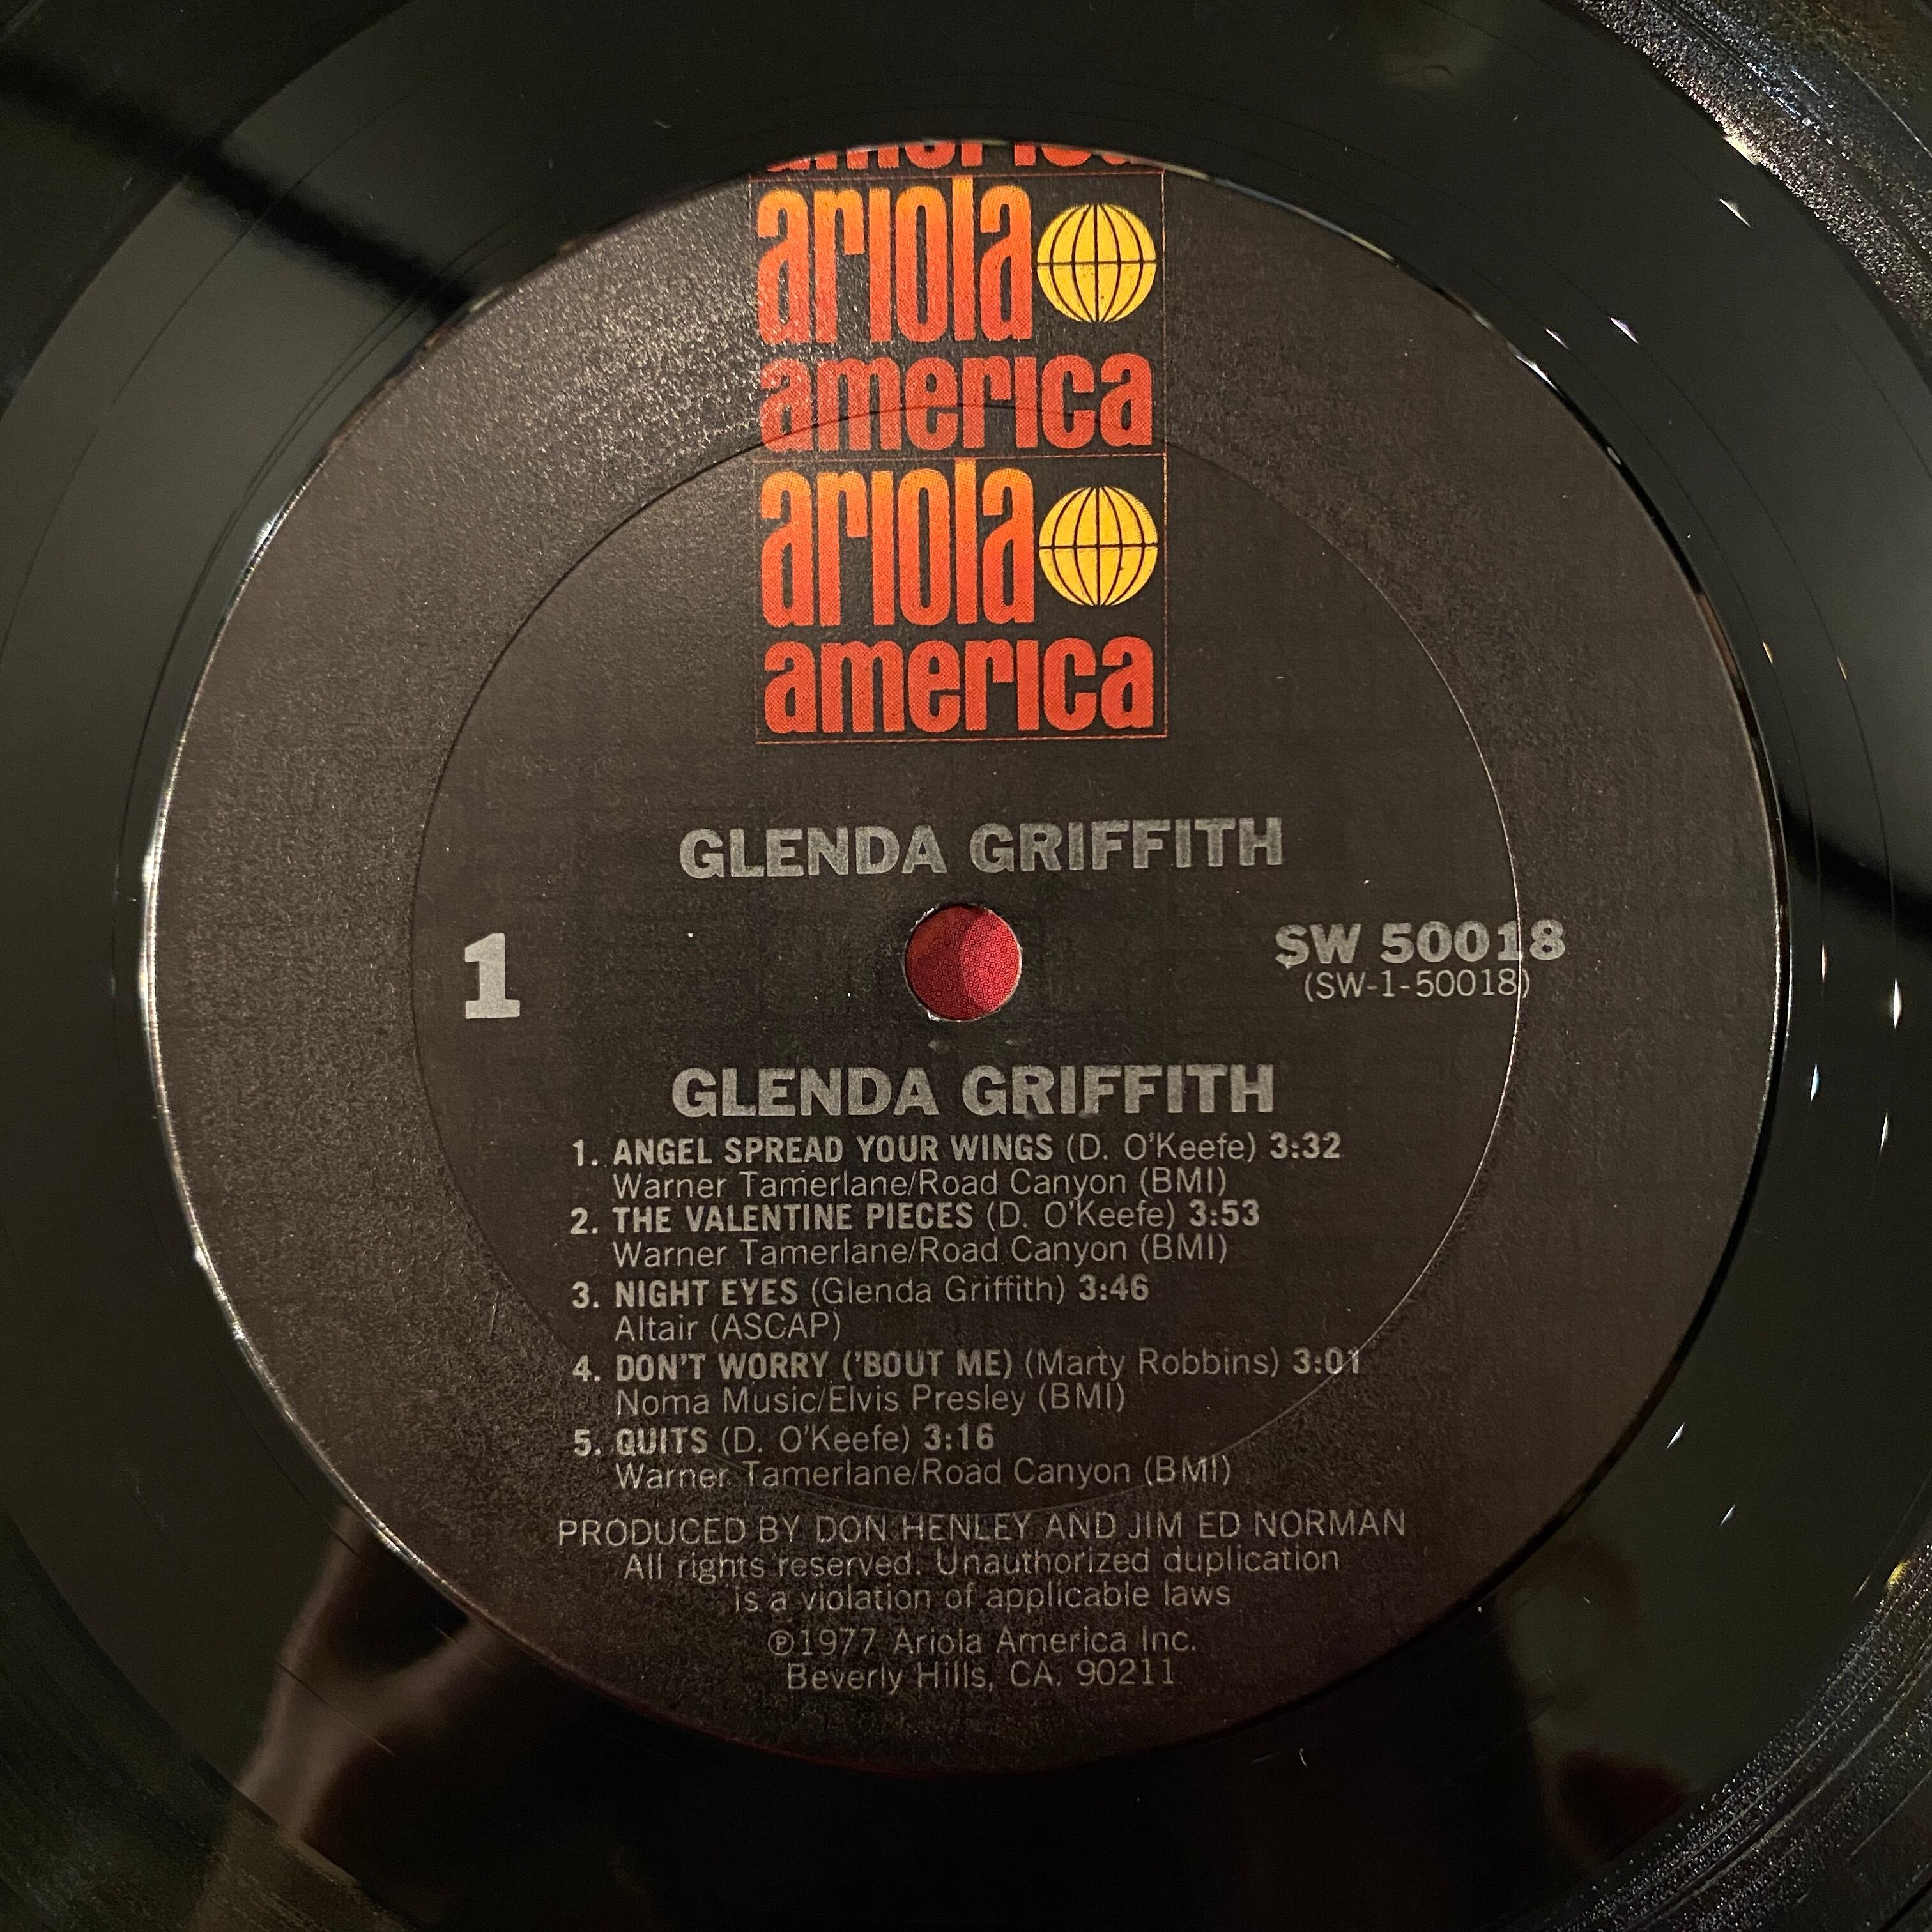 america
ariola
america
ariola
america
GLENDA GRIFFITH
1
SW 50018
(SW-1-50018)
GLENDA GRIFFITH
1. ANGEL SPREAD YOUR WINGS (D. O'Keefe) 3:32
Warner Tamerlane/Road Canyon (BMI)
2. THE VALENTINE PIECES (D. O'Keefe) 3:53
Warner Tamerlane/Road Canyon (BMI)
3. NIGHT EYES (Glenda Griffith) 3:46
Altair (ASCAP)
4. DON'T WORRY ('BOUT ME) (Marty Robbins) 3:01
Noma Music/Elvis Presley (BMI)
5. QUITS (D. O'Keefe) 3:16
Warner Tamerlane/Road Canyon (BMI)
PRODUCED BY DON HENLEY AND JIM ED NORMAN
All rights reserved. Unauthorized duplication
is a violation of applicable laws
℗1977 Ariola America Inc.
Beverly Hills, CA. 90211